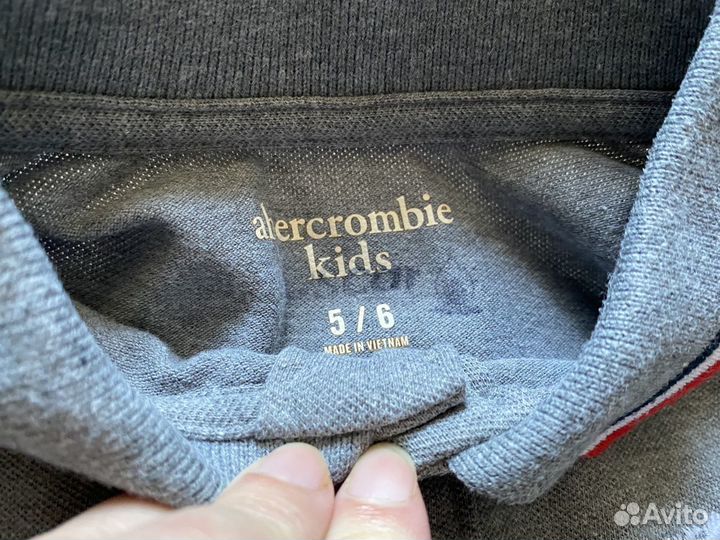 abercrombie
kids
5 / 6
MADE IN VIETNAM
Avito